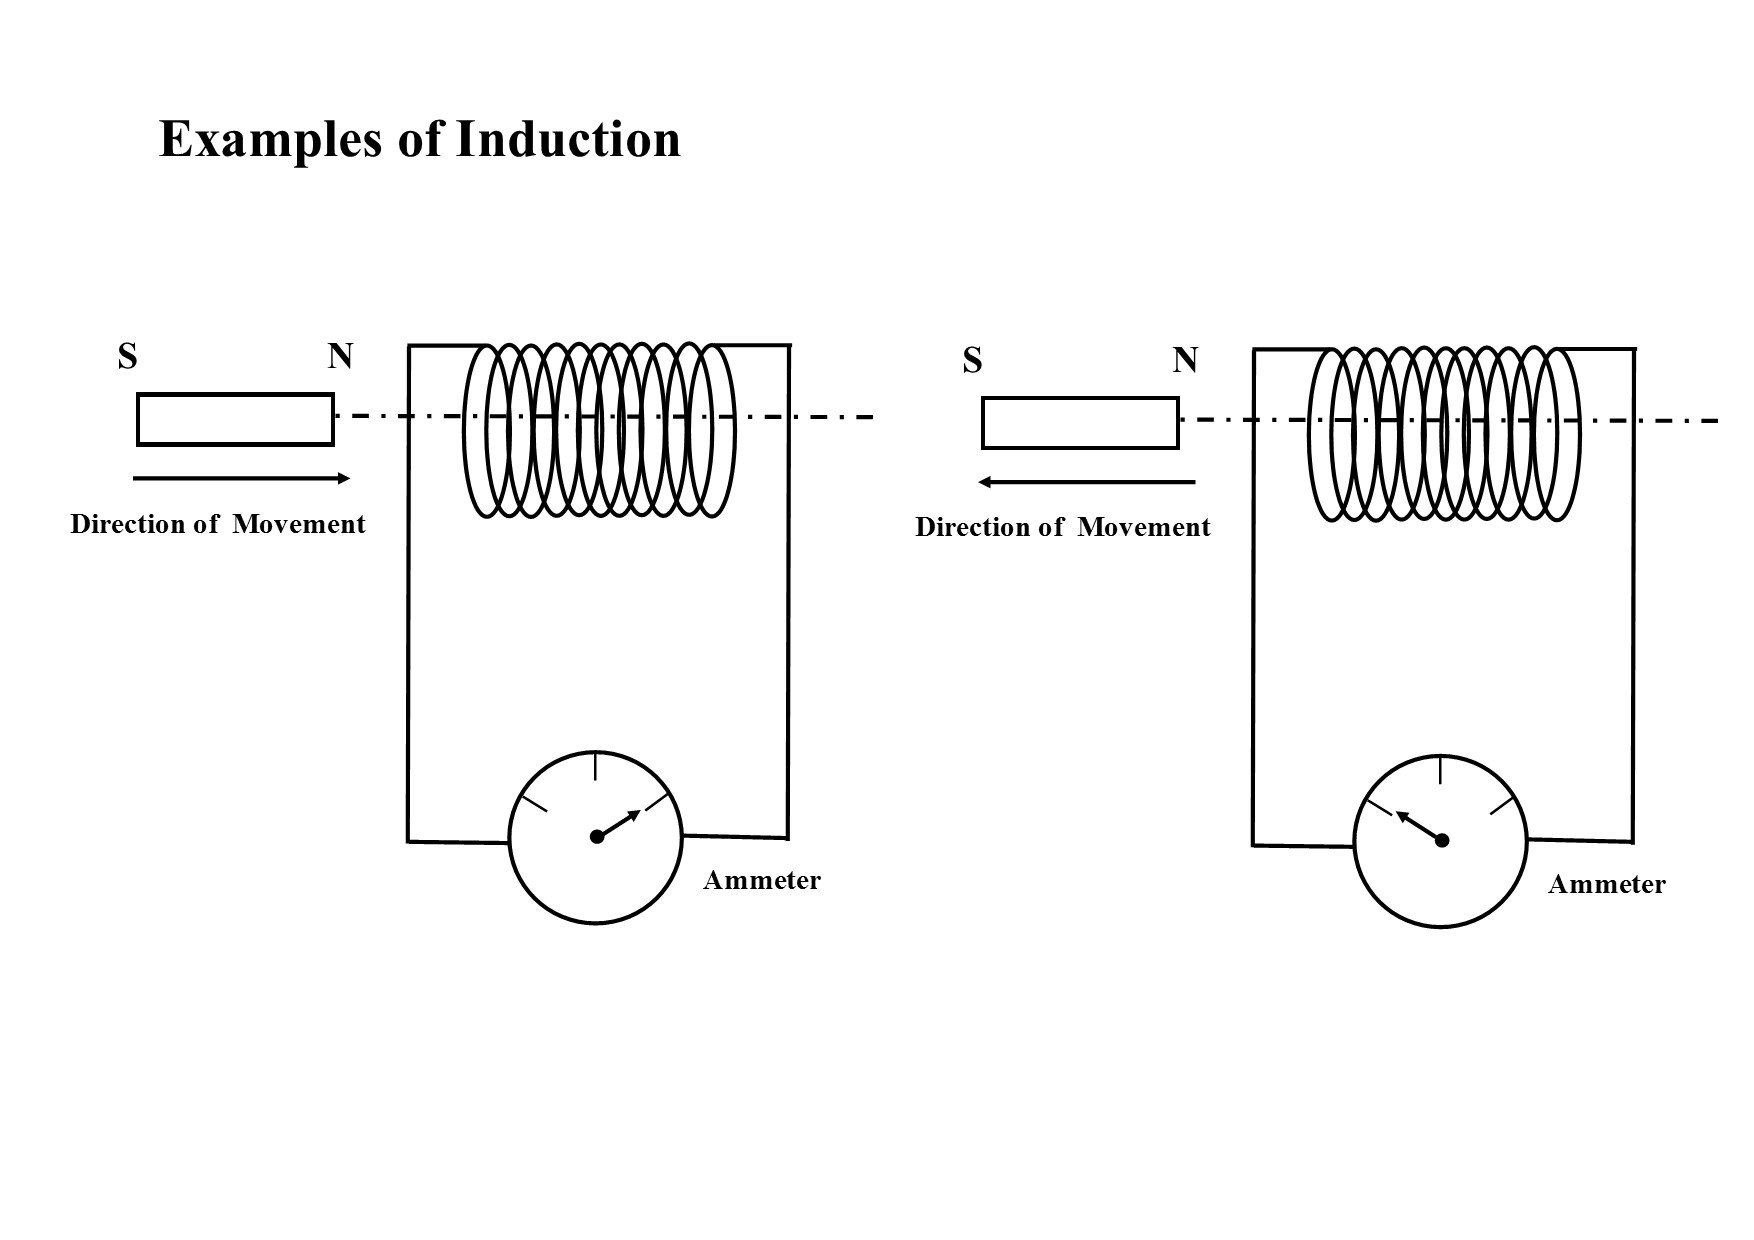 Examples of Induction
S N
Direction of Movement
Ammeter
S N
Direction of Movement
Ammeter